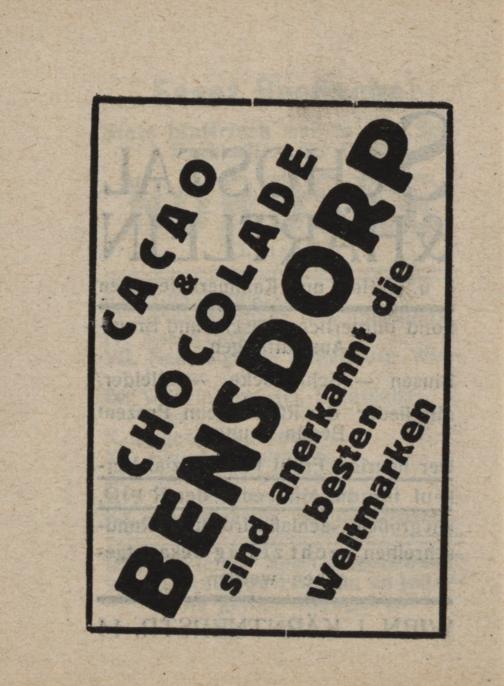 CACAO
&
CHOCOLADE
BENSDORP
sind anerkannt die
besten
Weltmarken